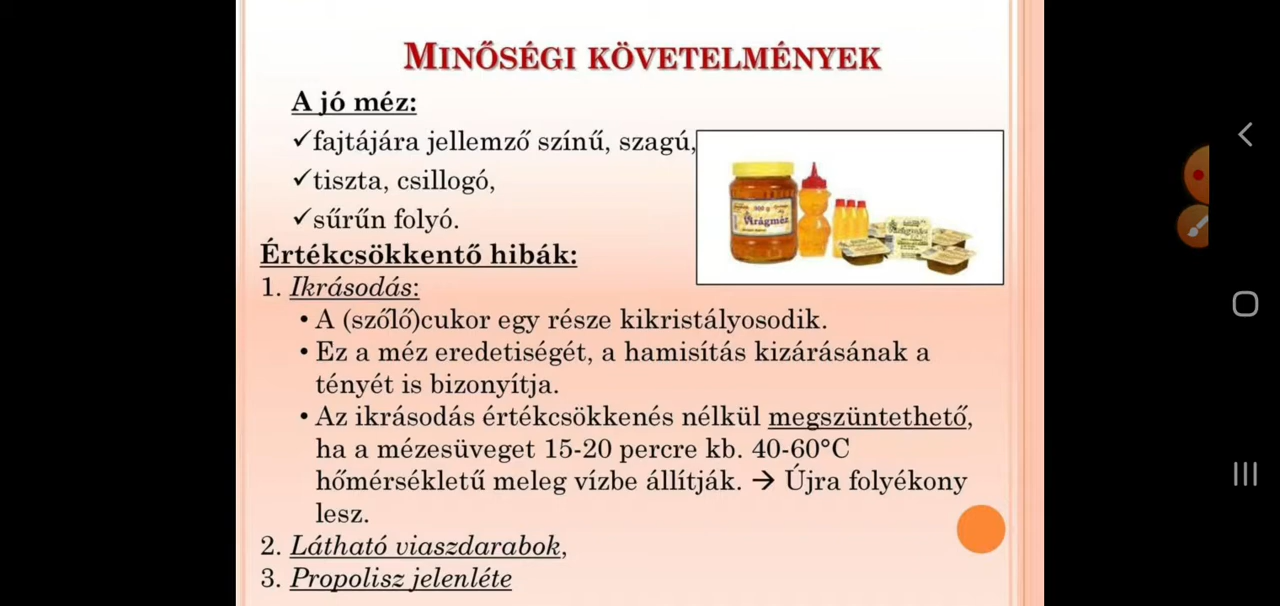 MINŐSÉGI KÖVETELMÉNYEK
A jó méz:
✓fajtájára jellemző színű, szagú,
✓tiszta, csillogó,
✓sűrűn folyó.
Virágméz
Értékcsökkentő hibák:
1. Ikrásodás:
• A (szőlő)cukor egy része kikristályosodik.
• Ez a méz eredetiségét, a hamisítás kizárásának a
tényét is bizonyítja.
• Az ikrásodás értékcsökkenés nélkül megszüntethető,
ha a mézesüveget 15-20 percre kb. 40-60°C
hőmérsékletű meleg vízbe állítják. → Újra folyékony
lesz.
2. Látható viaszdarabok,
3. Propolisz jelenléte